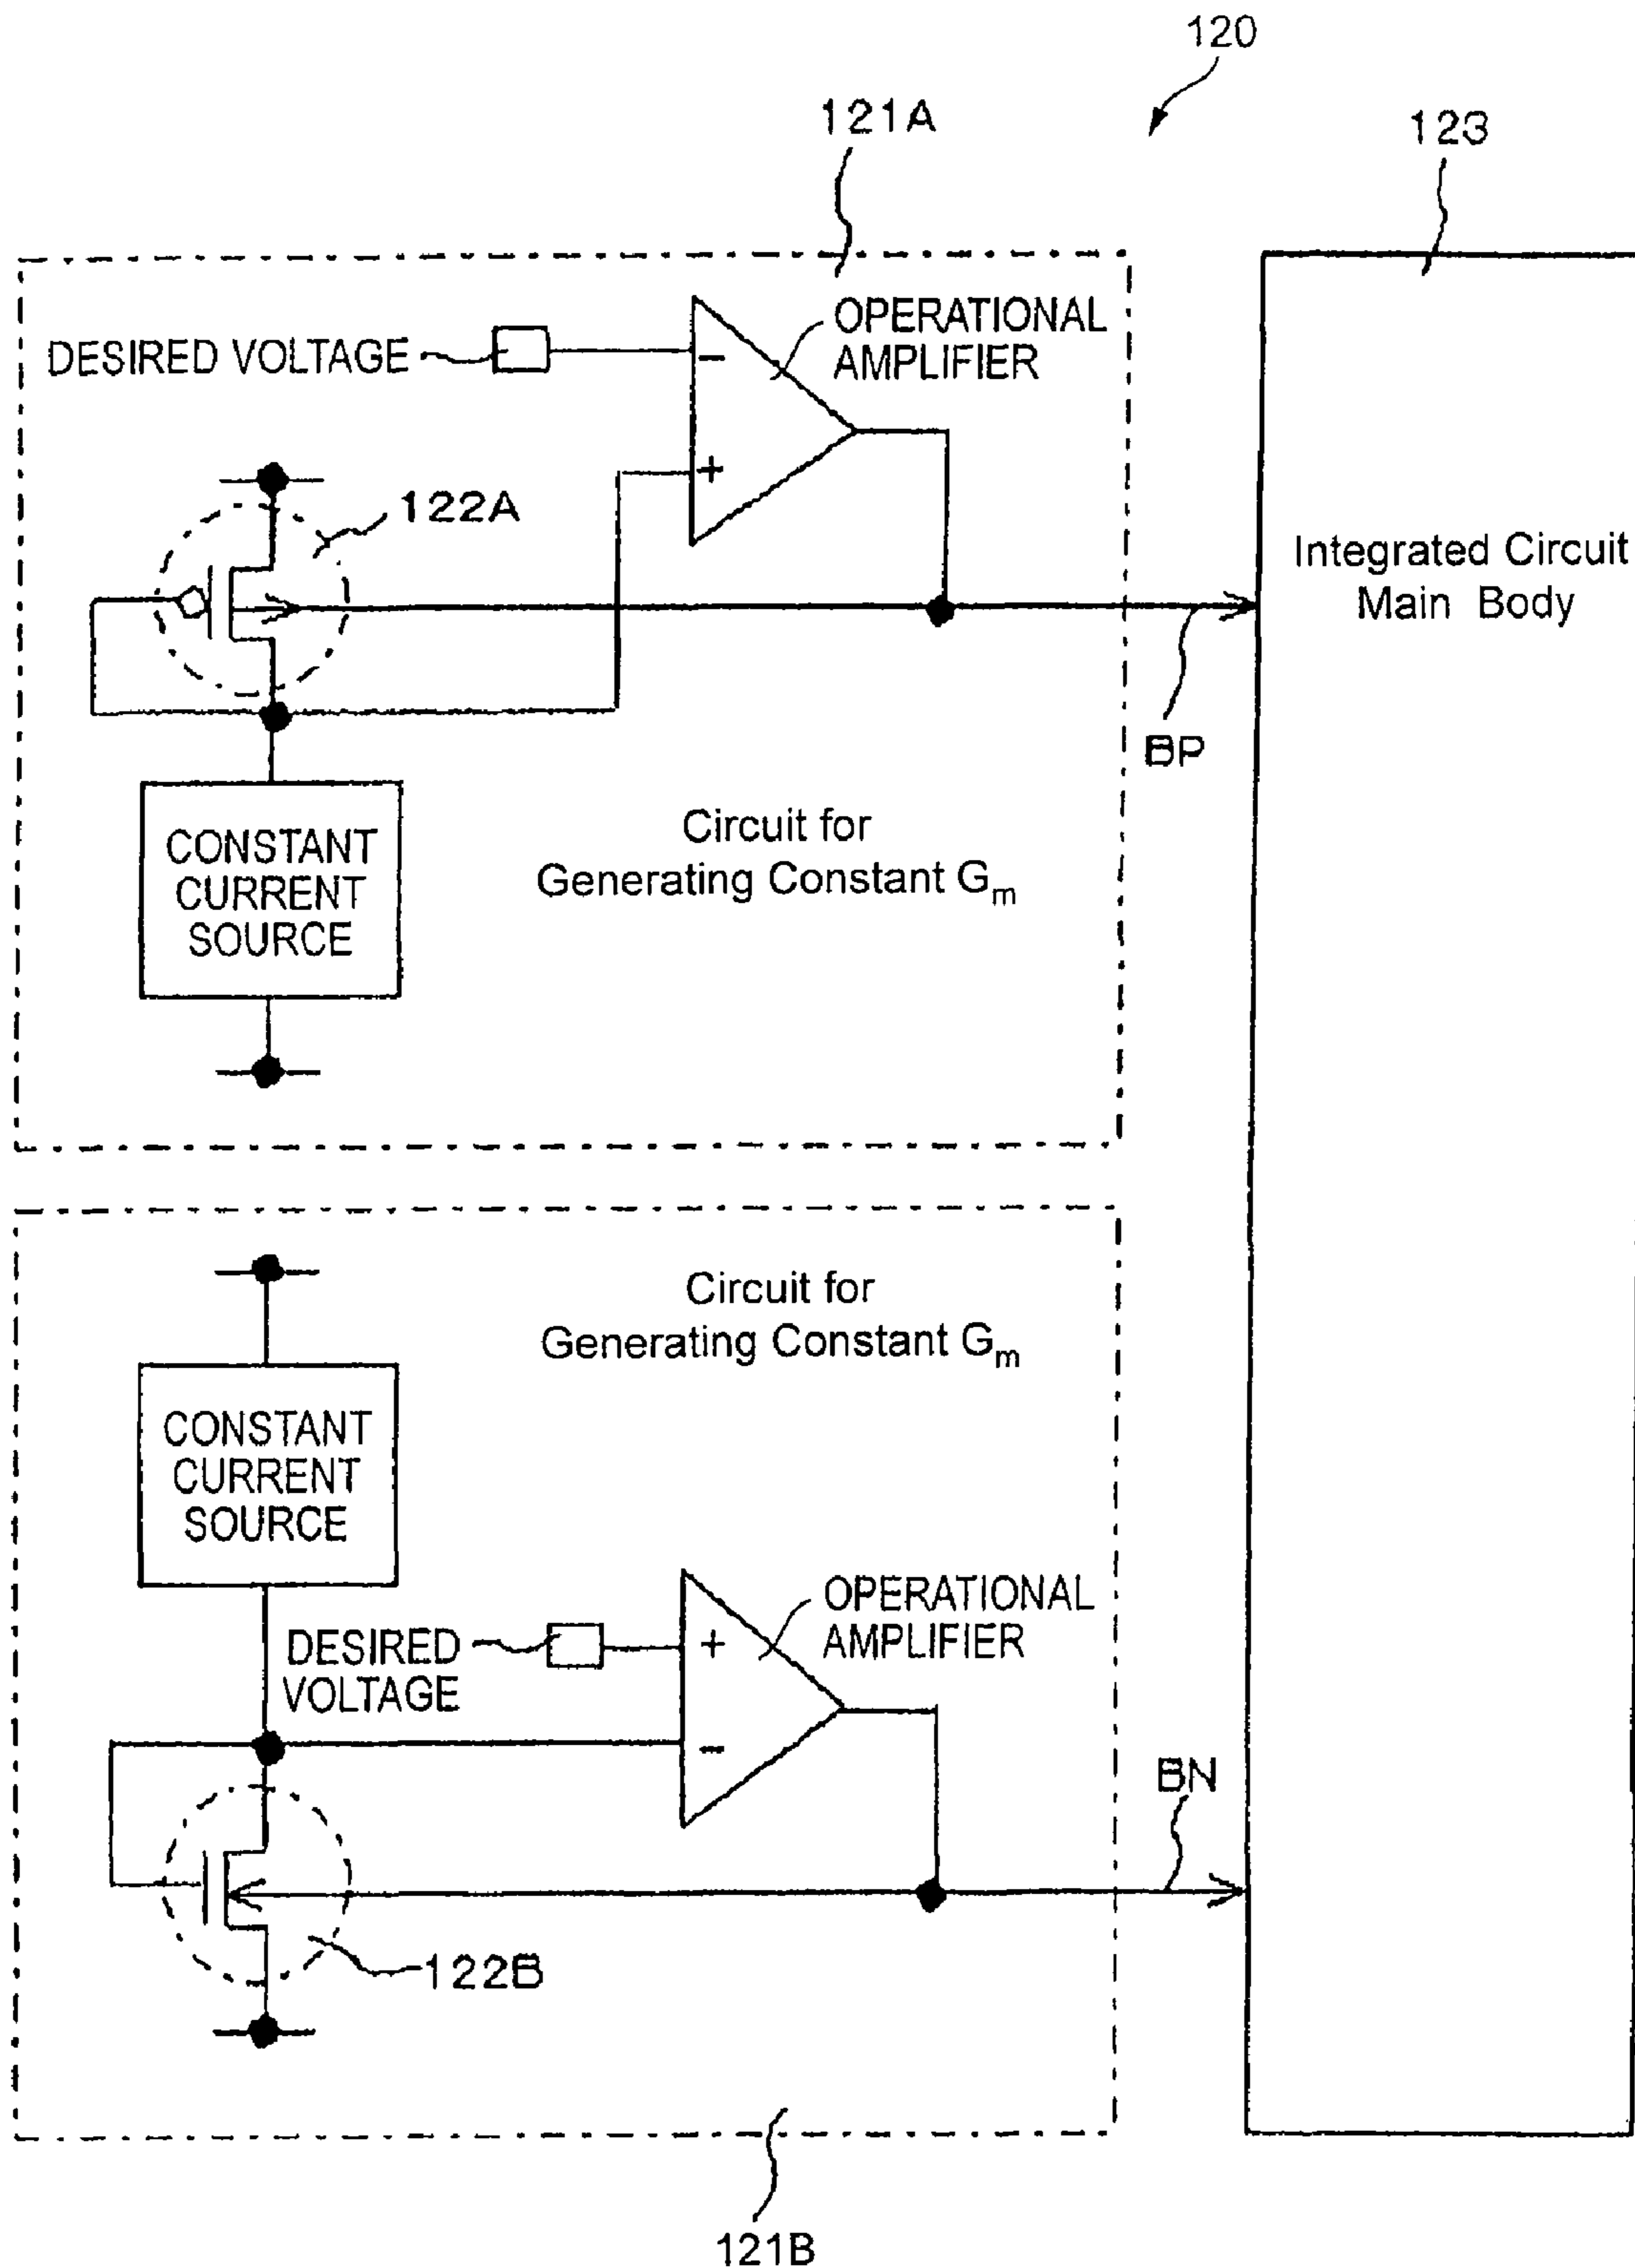 120
121A
123
DESIRED VOLTAGE
−
OPERATIONAL
AMPLIFIER
+
122A
Integrated Circuit
Main Body
BP
CONSTANT
CURRENT
SOURCE
Circuit for
Generating Constant Gm
Circuit for
Generating Constant Gm
CONSTANT
CURRENT
SOURCE
DESIRED
VOLTAGE
+
OPERATIONAL
AMPLIFIER
−
BN
122B
121B